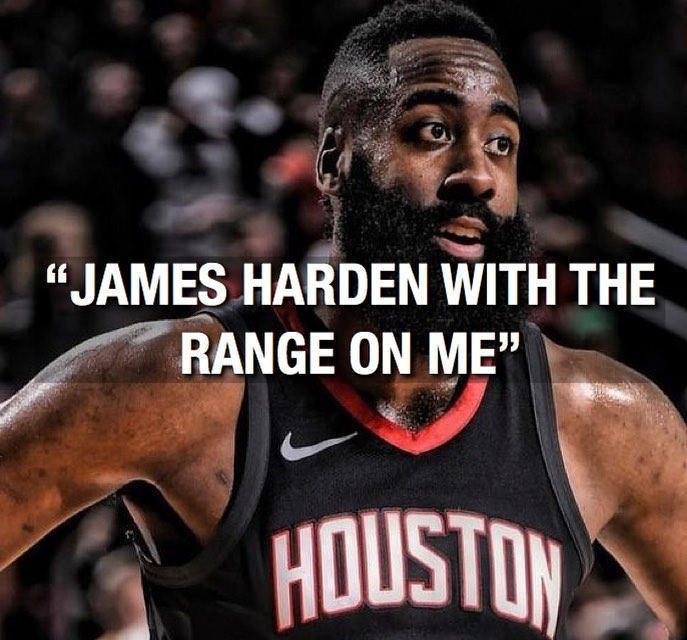 “JAMES HARDEN WITH THE
RANGE ON ME”
HOUSTON